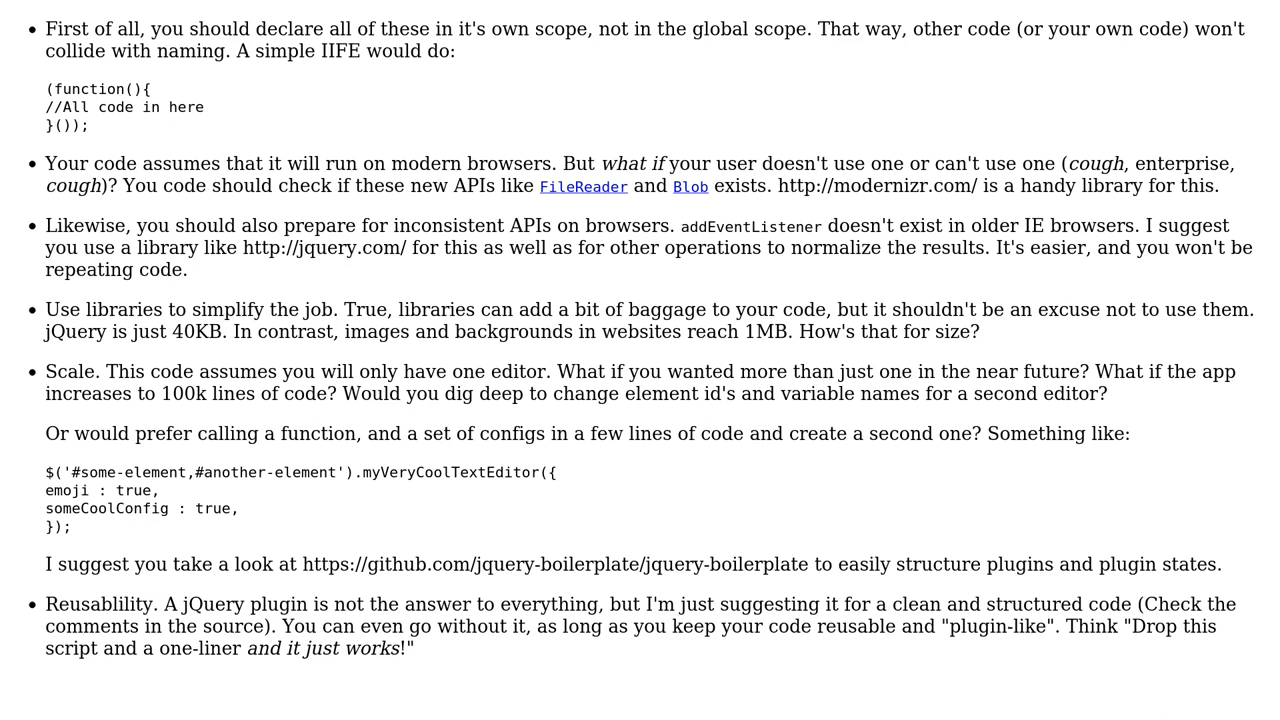 • First of all, you should declare all of these in it's own scope, not in the global scope. That way, other code (or your own code) won't
collide with naming. A simple IIFE would do:
(function(){
//All code in here
}());
• Your code assumes that it will run on modern browsers. But what if your user doesn't use one or can't use one (cough, enterprise,
cough)? You code should check if these new APIs like FileReader and Blob exists. http://modernizr.com/ is a handy library for this.
• Likewise, you should also prepare for inconsistent APIs on browsers. addEventListener doesn't exist in older IE browsers. I suggest
you use a library like http://jquery.com/ for this as well as for other operations to normalize the results. It's easier, and you won't be
repeating code.
• Use libraries to simplify the job. True, libraries can add a bit of baggage to your code, but it shouldn't be an excuse not to use them.
jQuery is just 40KB. In contrast, images and backgrounds in websites reach 1MB. How's that for size?
• Scale. This code assumes you will only have one editor. What if you wanted more than just one in the near future? What if the app
increases to 100k lines of code? Would you dig deep to change element id's and variable names for a second editor?
Or would prefer calling a function, and a set of configs in a few lines of code and create a second one? Something like:
$('#some-element,#another-element').myVeryCoolTextEditor({
emoji : true,
someCoolConfig : true,
});
I suggest you take a look at https://github.com/jquery-boilerplate/jquery-boilerplate to easily structure plugins and plugin states.
• Reusablility. A jQuery plugin is not the answer to everything, but I'm just suggesting it for a clean and structured code (Check the
comments in the source). You can even go without it, as long as you keep your code reusable and "plugin-like". Think "Drop this
script and a one-liner and it just works!"